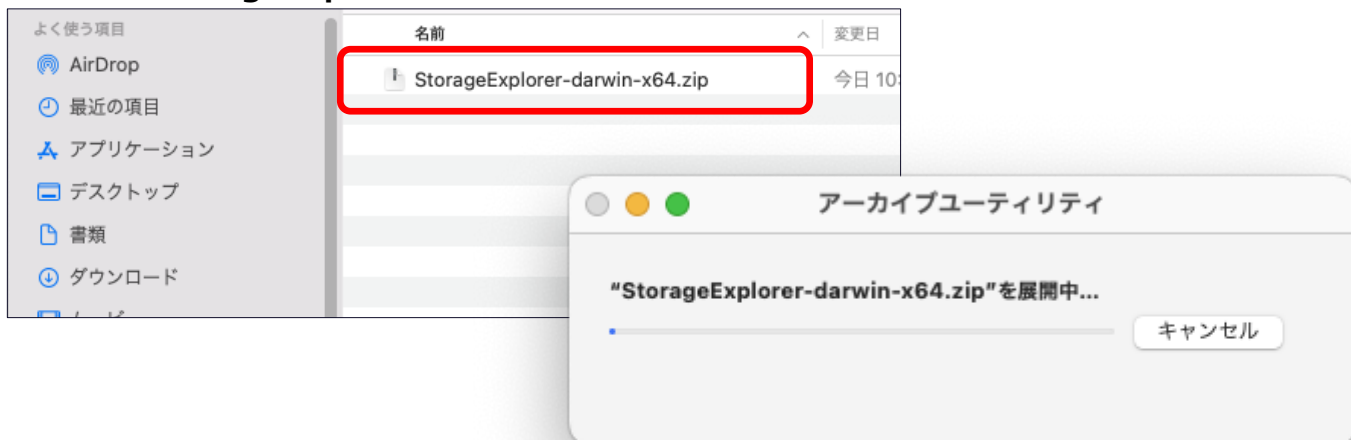 よく使う項目
AirDrop
最近の項目
アプリケーション
デスクトップ
書類
ダウンロード
名前
変更日
StorageExplorer-darwin-x64.zip
今日 10:
アーカイブユーティリティ
“StorageExplorer-darwin-x64.zip”を展開中...
キャンセル